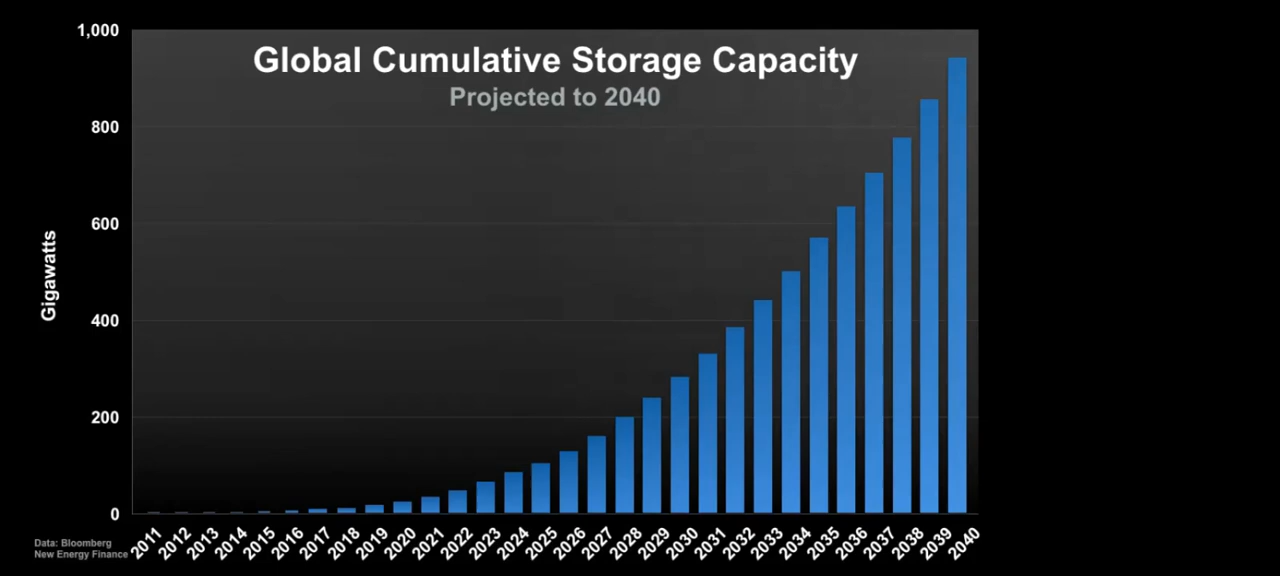 Global Cumulative Storage Capacity
Projected to 2040
Gigawatts
1,000
800
600
400
200
0
2011 2012 2013 2014 2015 2016 2017 2018 2019 2020 2021 2022 2023 2024 2025 2026 2027 2028 2029 2030 2031 2032 2033 2034 2035 2036 2037 2038 2039 2040
Data: Bloomberg
New Energy Finance